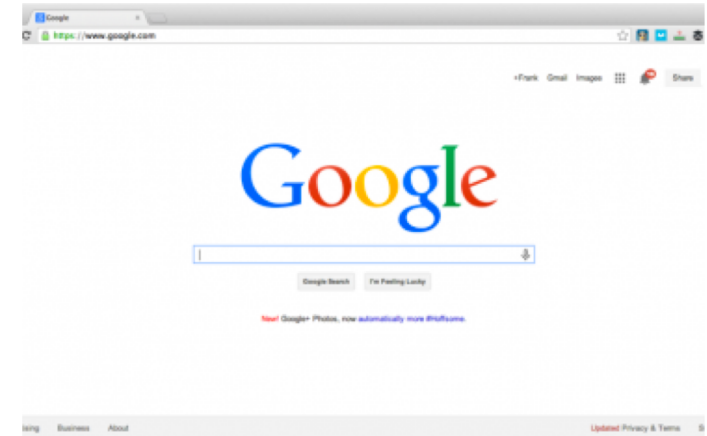 Google
https://www.google.com
+Frank Gmail Images Share
Google
Google Search I'm Feeling Lucky
New! Google+ Photos, now automatically more #Hoffsome.
Business About Updated Privacy & Terms